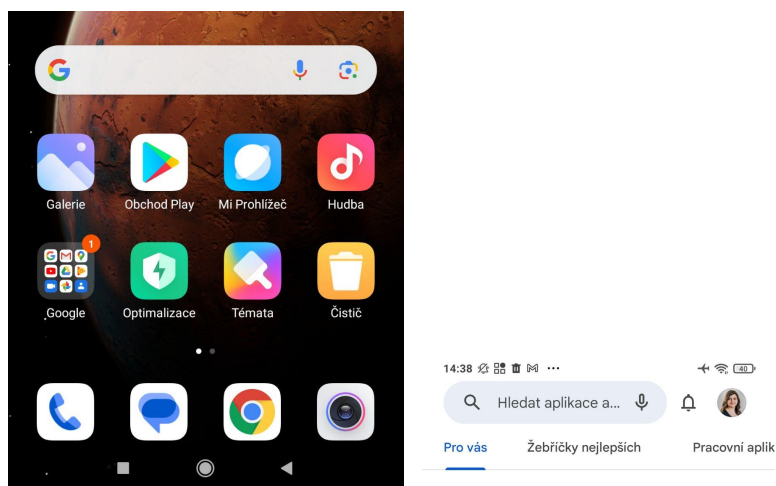 Galerie
Obchod Play
Mi Prohlížeč
Hudba
1
Google
Optimalizace
Témata
Čistič
14:38
40
Hledat aplikace a...
Pro vás
Žebříčky nejlepších
Pracovní aplik